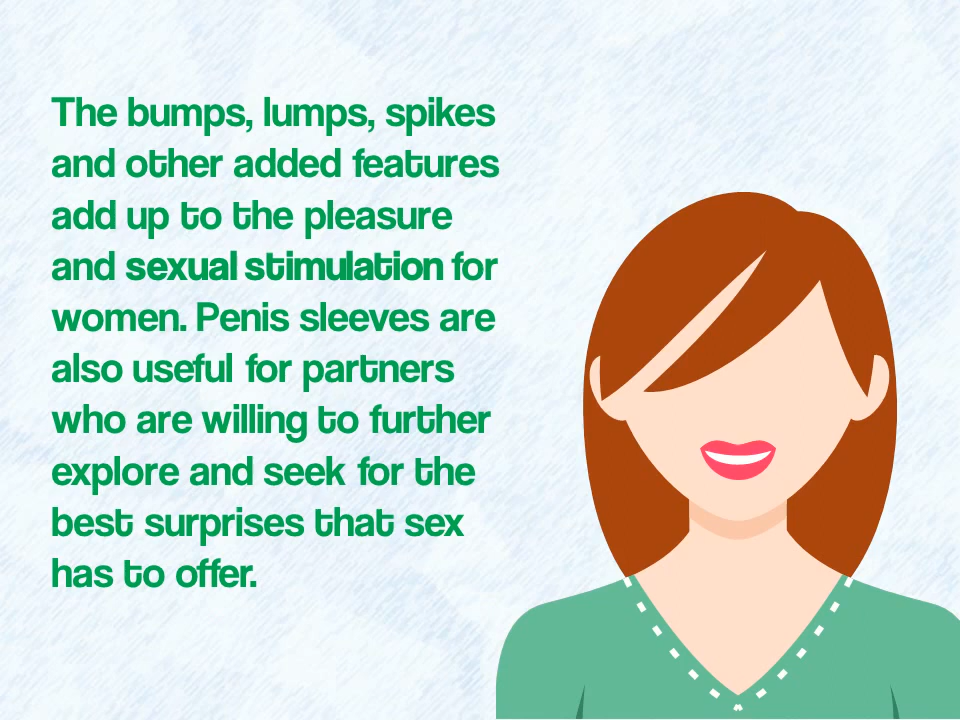 The bumps, lumps, spikes
and other added features
add up to the pleasure
and sexual stimulation for
women. Penis sleeves are
also useful for partners
who are willing to further
explore and seek for the
best surprises that sex
has to offer.